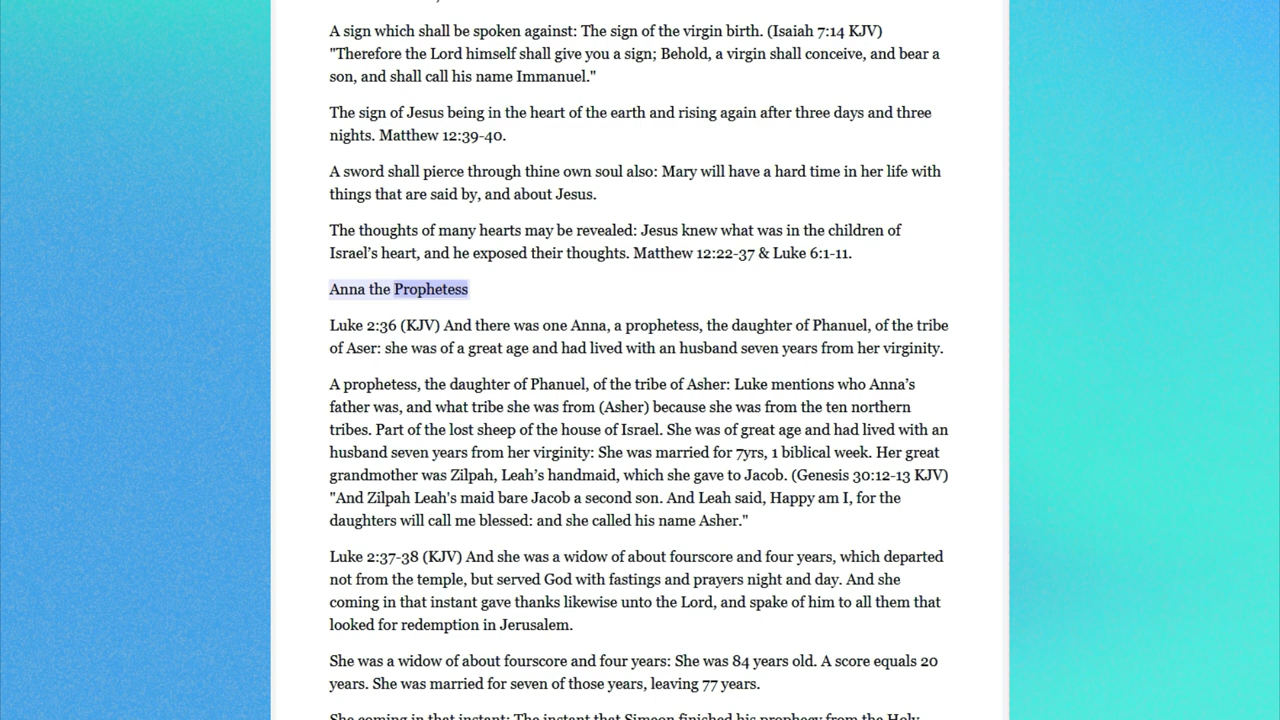 A sign which shall be spoken against: The sign of the virgin birth. (Isaiah 7:14 KJV)
"Therefore the Lord himself shall give you a sign; Behold, a virgin shall conceive, and bear a
son, and shall call his name Immanuel."
The sign of Jesus being in the heart of the earth and rising again after three days and three
nights. Matthew 12:39-40.
A sword shall pierce through thine own soul also: Mary will have a hard time in her life with
things that are said by, and about Jesus.
The thoughts of many hearts may be revealed: Jesus knew what was in the children of
Israel’s heart, and he exposed their thoughts. Matthew 12:22-37 & Luke 6:1-11.
Anna the Prophetess
Luke 2:36 (KJV) And there was one Anna, a prophetess, the daughter of Phanuel, of the tribe
of Aser: she was of a great age and had lived with an husband seven years from her virginity.
A prophetess, the daughter of Phanuel, of the tribe of Asher: Luke mentions who Anna’s
father was, and what tribe she was from (Asher) because she was from the ten northern
tribes. Part of the lost sheep of the house of Israel. She was of great age and had lived with an
husband seven years from her virginity: She was married for 7yrs, 1 biblical week. Her great
grandmother was Zilpah, Leah’s handmaid, which she gave to Jacob. (Genesis 30:12-13 KJV)
"And Zilpah Leah's maid bare Jacob a second son. And Leah said, Happy am I, for the
daughters will call me blessed: and she called his name Asher."
Luke 2:37-38 (KJV) And she was a widow of about fourscore and four years, which departed
not from the temple, but served God with fastings and prayers night and day. And she
coming in that instant gave thanks likewise unto the Lord, and spake of him to all them that
looked for redemption in Jerusalem.
She was a widow of about fourscore and four years: She was 84 years old. A score equals 20
years. She was married for seven of those years, leaving 77 years.
She coming in that instant: The instant that Simeon finished his prophecy from the Holy